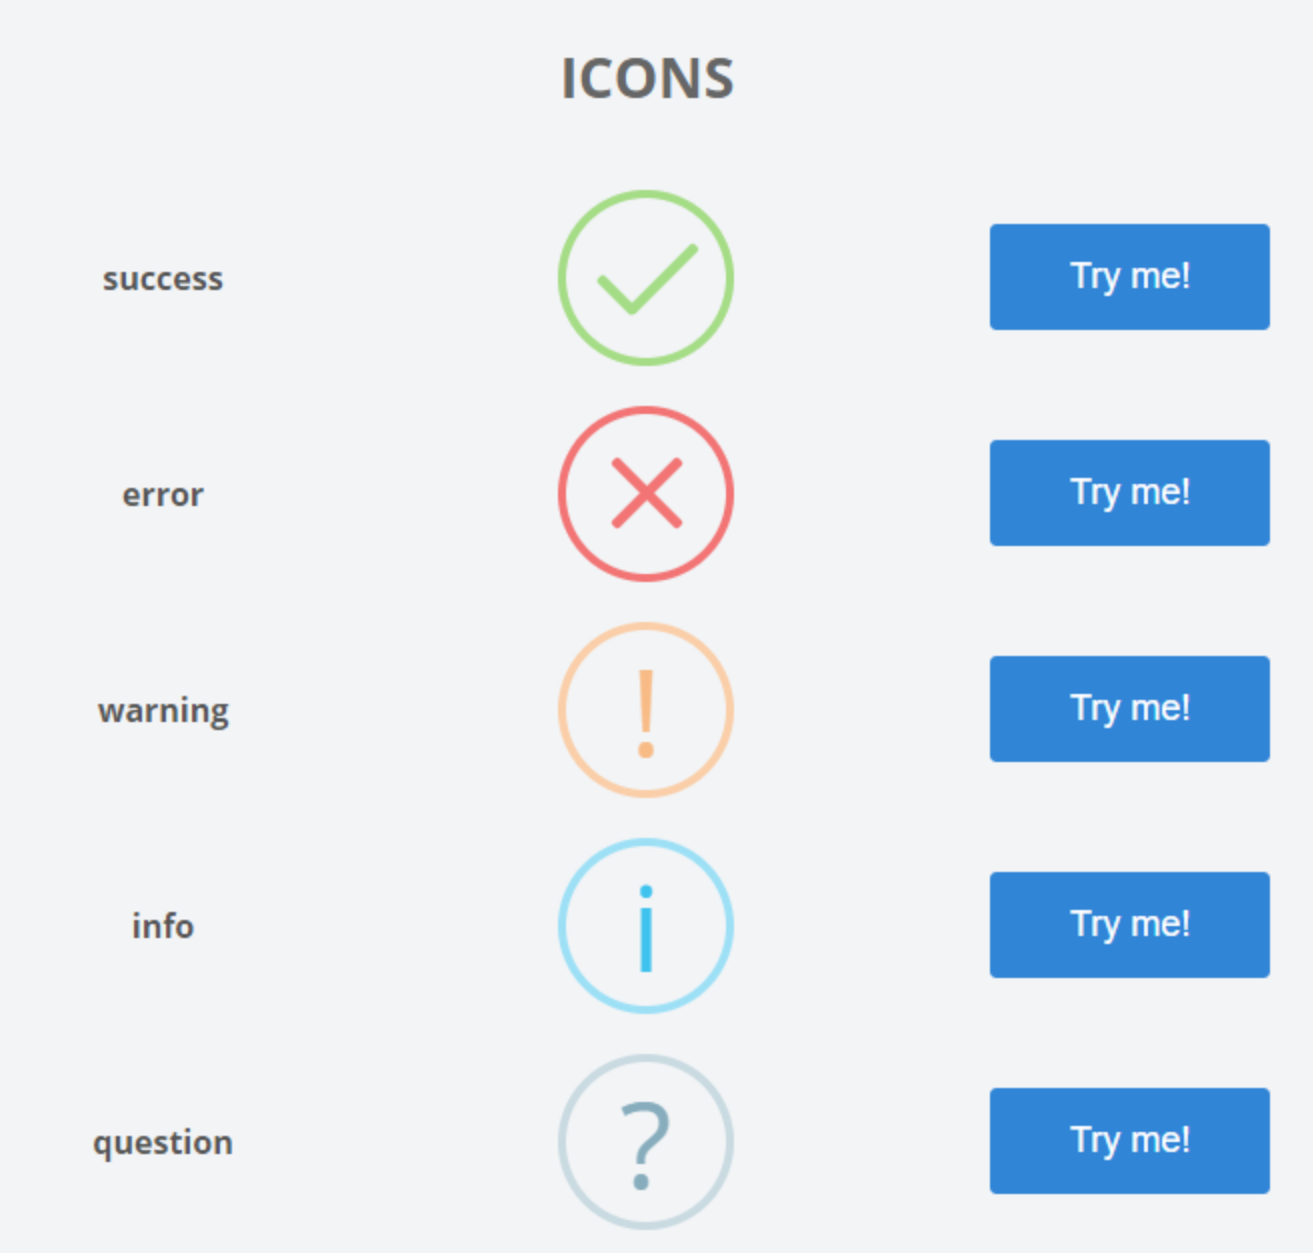 ICONS
success
Try me!
error
Try me!
warning
!
Try me!
info
i
Try me!
question
?
Try me!